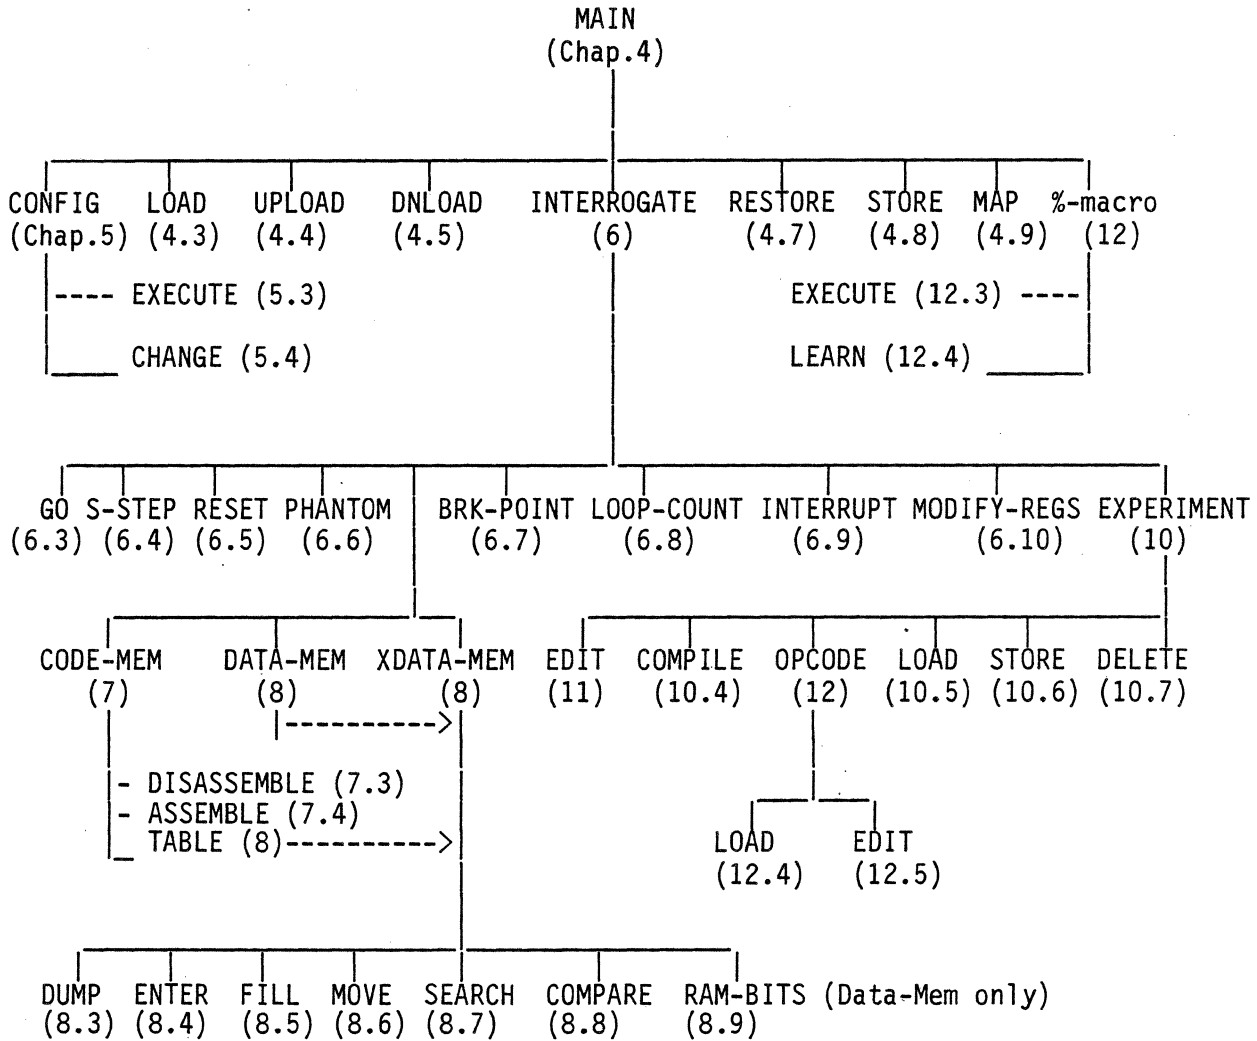 MAIN
(Chap.4)
CONFIG LOAD UPLOAD DNLOAD INTERROGATE RESTORE STORE MAP %-macro
(Chap.5) (4.3) (4.4) (4.5) (6) (4.7) (4.8) (4.9) (12)
---- EXECUTE (5.3) EXECUTE (12.3) ----
CHANGE (5.4) LEARN (12.4)
GO S-STEP RESET PHANTOM BRK-POINT LOOP-COUNT INTERRUPT MODIFY-REGS EXPERIMENT
(6.3) (6.4) (6.5) (6.6) (6.7) (6.8) (6.9) (6.10) (10)
CODE-MEM DATA-MEM XDATA-MEM EDIT COMPILE OPCODE LOAD STORE DELETE
(7) (8) (8) (11) (10.4) (12) (10.5) (10.6) (10.7)
- DISASSEMBLE (7.3)
- ASSEMBLE (7.4)
TABLE (8)---------->
LOAD EDIT
(12.4) (12.5)
DUMP ENTER FILL MOVE SEARCH COMPARE RAM-BITS (Data-Mem only)
(8.3) (8.4) (8.5) (8.6) (8.7) (8.8) (8.9)